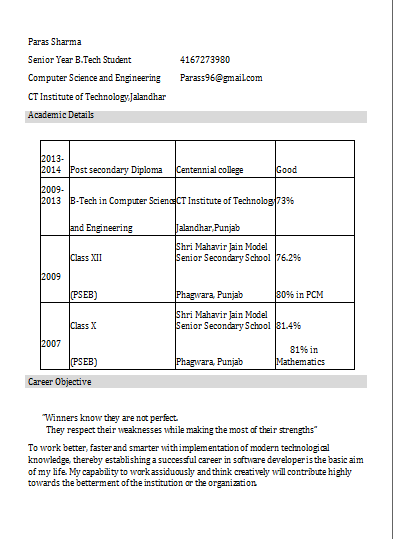 Paras Sharma
Senior Year B.Tech Student 4167273980
Computer Science and Engineering Parass96@gmail.com
CT Institute of Technology,Jalandhar
Academic Details
2013-
2014 Post secondary Diploma Centennial college Good
2009-
2013 B-Tech in Computer Science CT Institute of Technology 73%
and Engineering Jalandhar,Punjab
Shri Mahavir Jain Model
Class XII Senior Secondary School 76.2%
2009
(PSEB) Phagwara, Punjab 80% in PCM
Shri Mahavir Jain Model
Class X Senior Secondary School 81.4%
2007 81% in
(PSEB) Phagwara, Punjab Mathematics
Career Objective
"Winners know they are not perfect.
They respect their weaknesses while making the most of their strengths"
To work better, faster and smarter with implementation of modern technological
knowledge, thereby establishing a successful career in software developer is the basic aim
of my life. My capability to work assiduously and think creatively will contribute highly
towards the betterment of the institution or the organization.